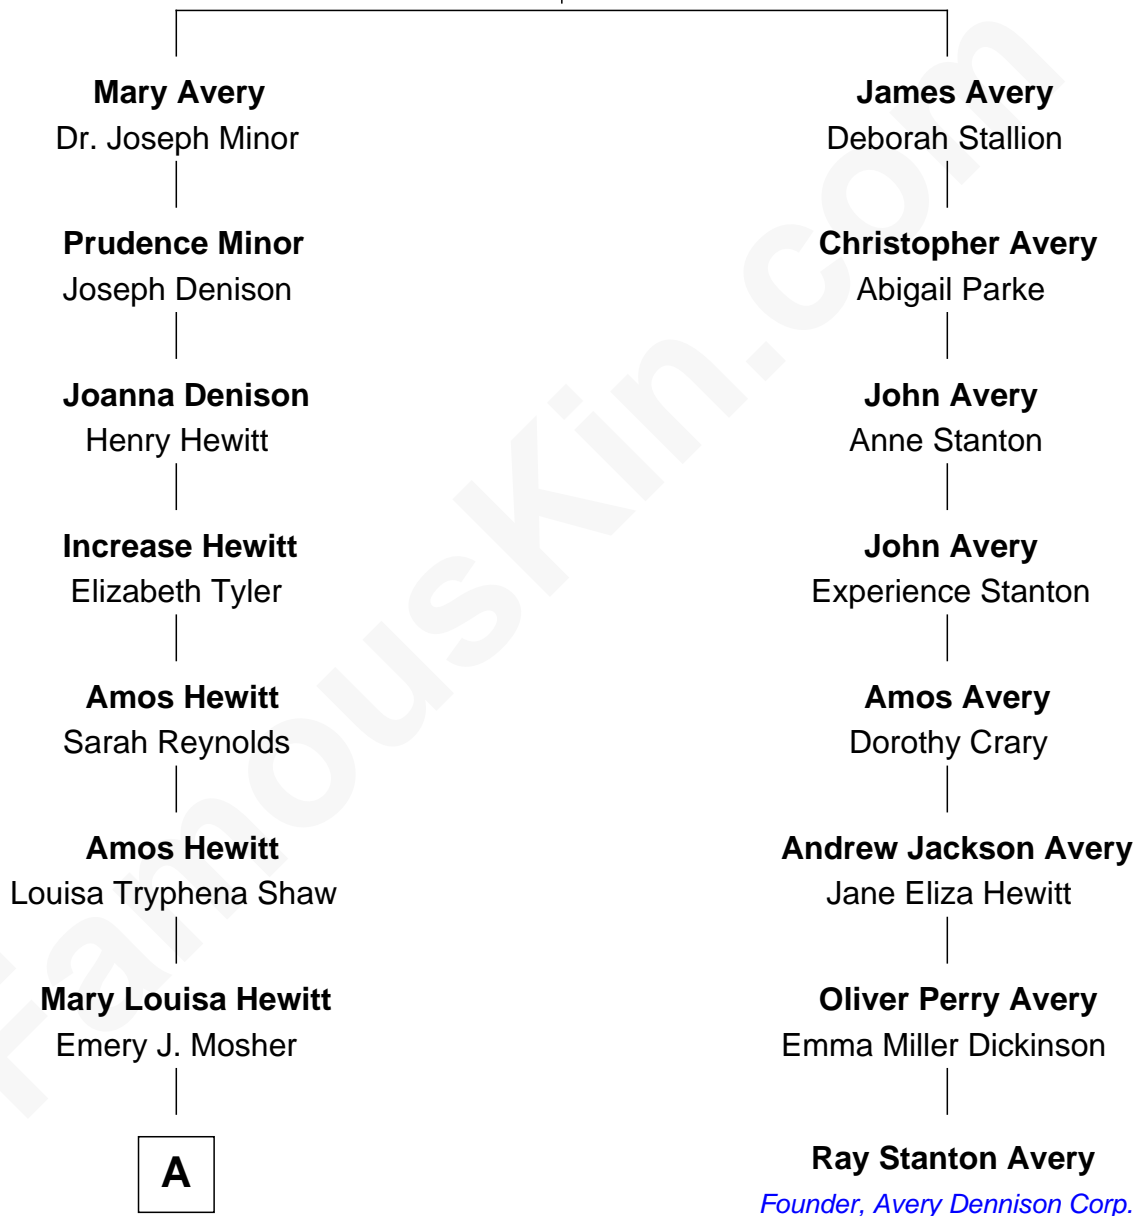 Mary Avery
Dr. Joseph Minor
Prudence Minor
Joseph Denison
Joanna Denison
Henry Hewitt
Increase Hewitt
Elizabeth Tyler
Amos Hewitt
Sarah Reynolds
Amos Hewitt
Louisa Tryphena Shaw
Mary Louisa Hewitt
Emery J. Mosher
A
James Avery
Deborah Stallion
Christopher Avery
Abigail Parke
John Avery
Anne Stanton
John Avery
Experience Stanton
Amos Avery
Dorothy Crary
Andrew Jackson Avery
Jane Eliza Hewitt
Oliver Perry Avery
Emma Miller Dickinson
Ray Stanton Avery
Founder, Avery Dennison Corp.
FamousKin.com